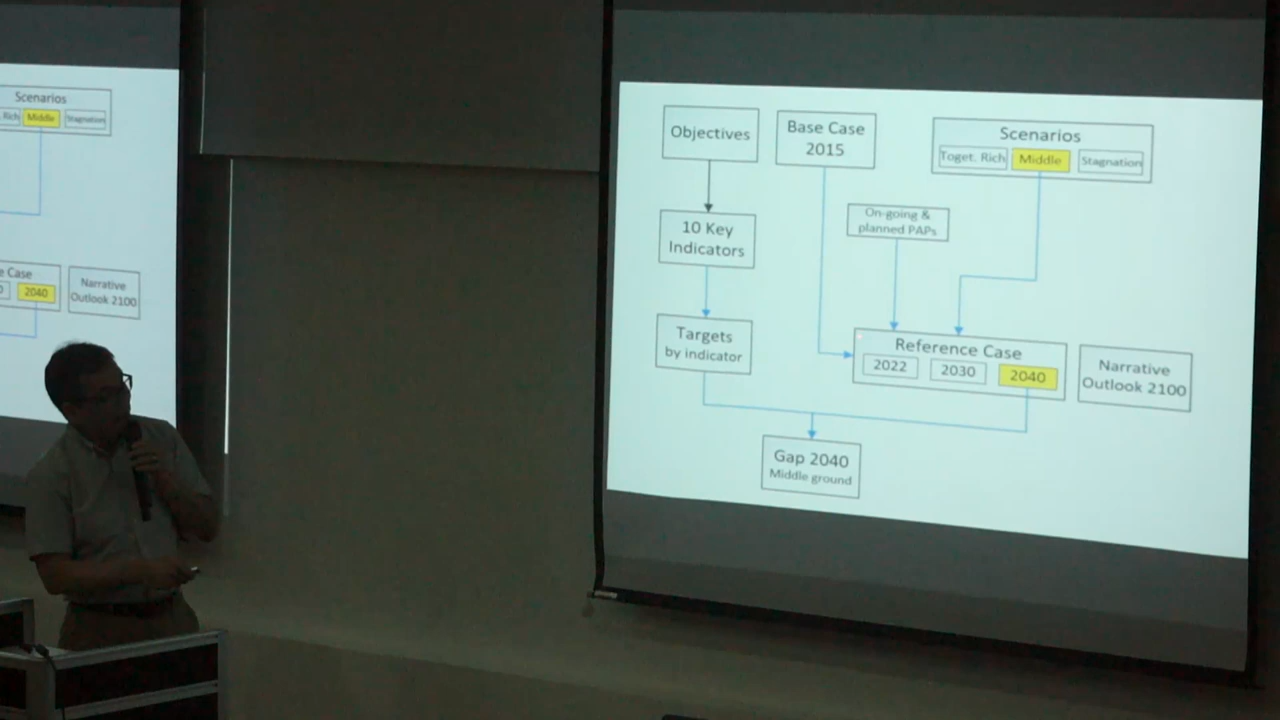 Scenarios
Rich Middle Stagnation
e Case
2040
Narrative
Outlook 2100
Objectives
Base Case
2015
Scenarios
Toget. Rich Middle Stagnation
On-going &
planned PAPs
10 Key
Indicators
Targets
by indicator
Reference Case
2022 2030 2040
Narrative
Outlook 2100
Gap 2040
Middle ground